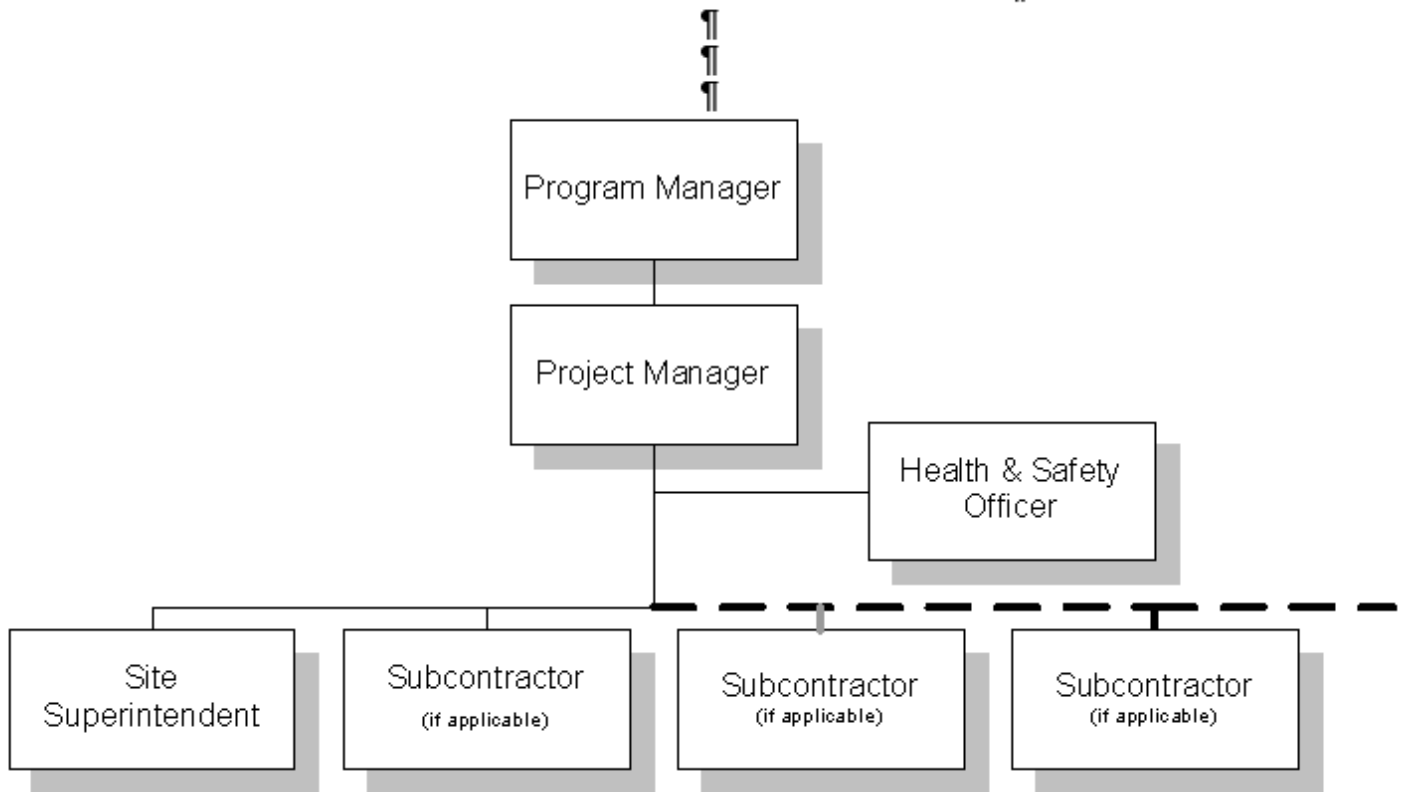 ¶
¶
¶
Program Manager
Project Manager
Health & Safety
Officer
Site
Superintendent
Subcontractor
(if applicable)
Subcontractor
(if applicable)
Subcontractor
(if applicable)